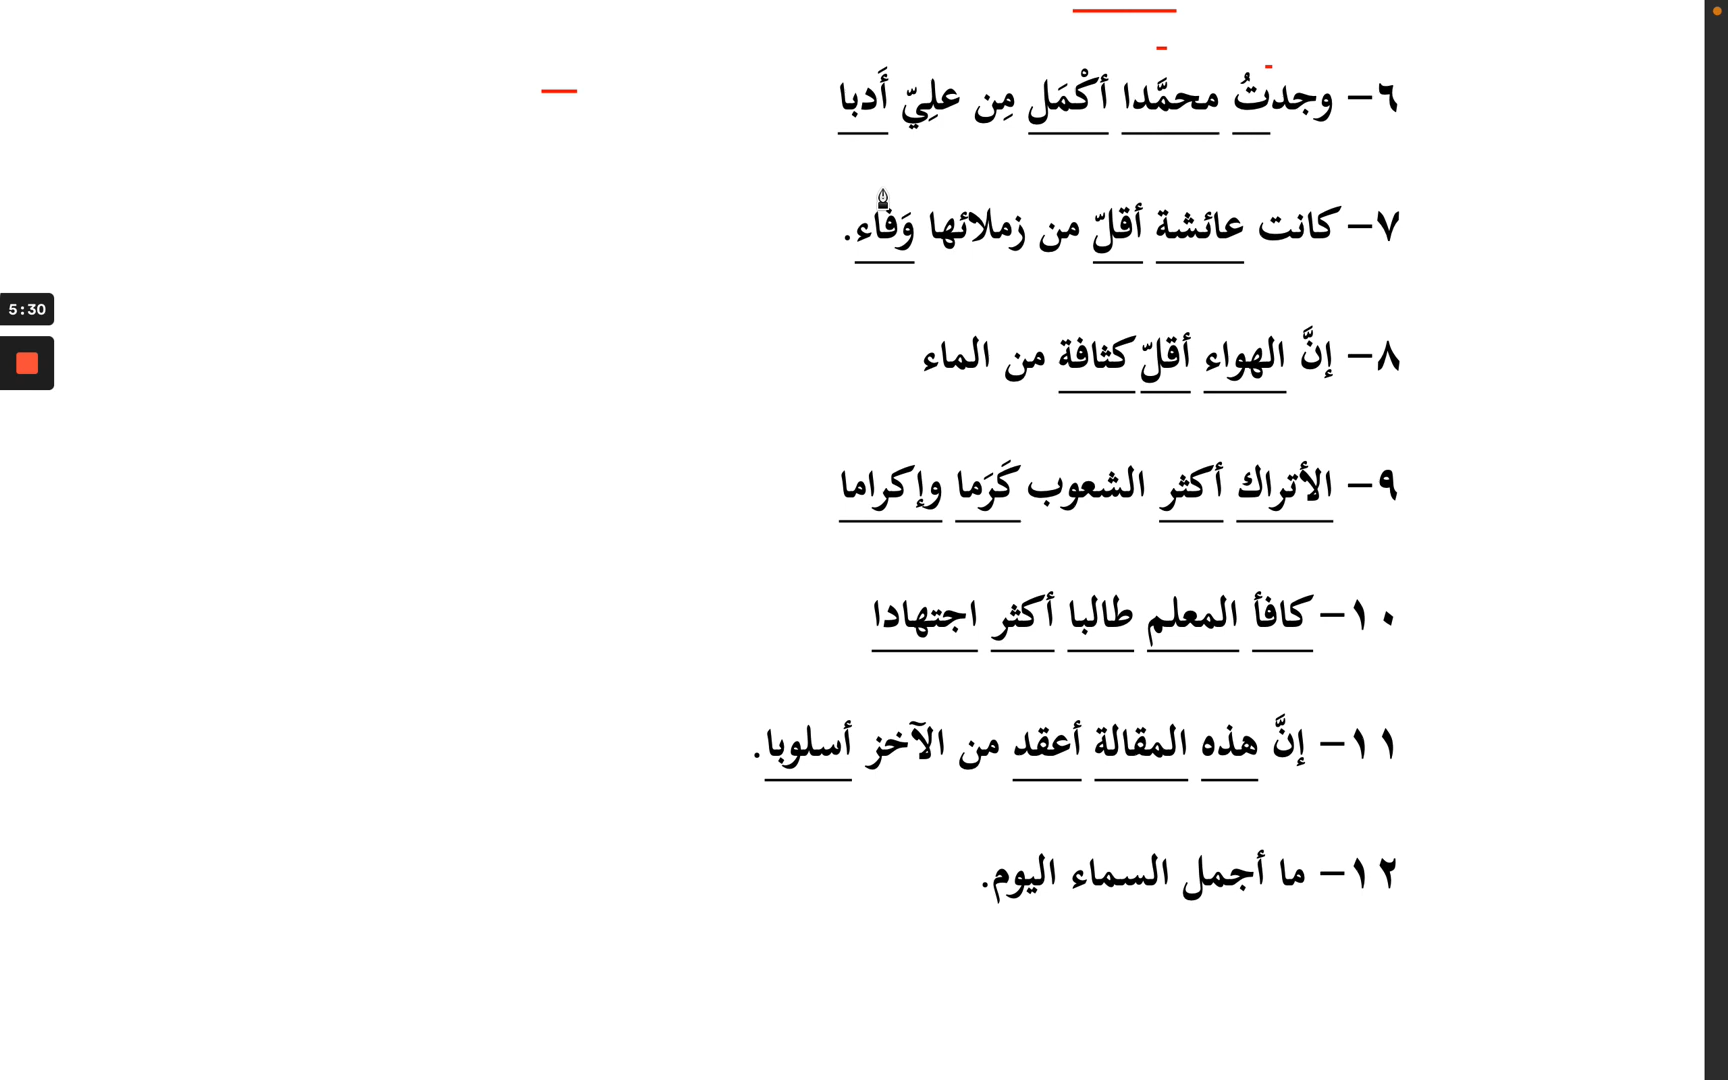 ٦- وجدتُ محمَّدا أكْمَل مِن علِيّ أَدبا
٧- كانت عائشة أقلّ من زملائها وَفاء.
5:30
٨- إنَّ الهواء أقلّ كثافة من الماء
٩- الأتراك أكثر الشعوب كَرَما وإكراما
١٠- كافأ المعلم طالبا أكثر اجتهادا
١١- إنَّ هذه المقالة أعقد من الآخز أسلوبا.
١٢- ما أجمل السماء اليوم.